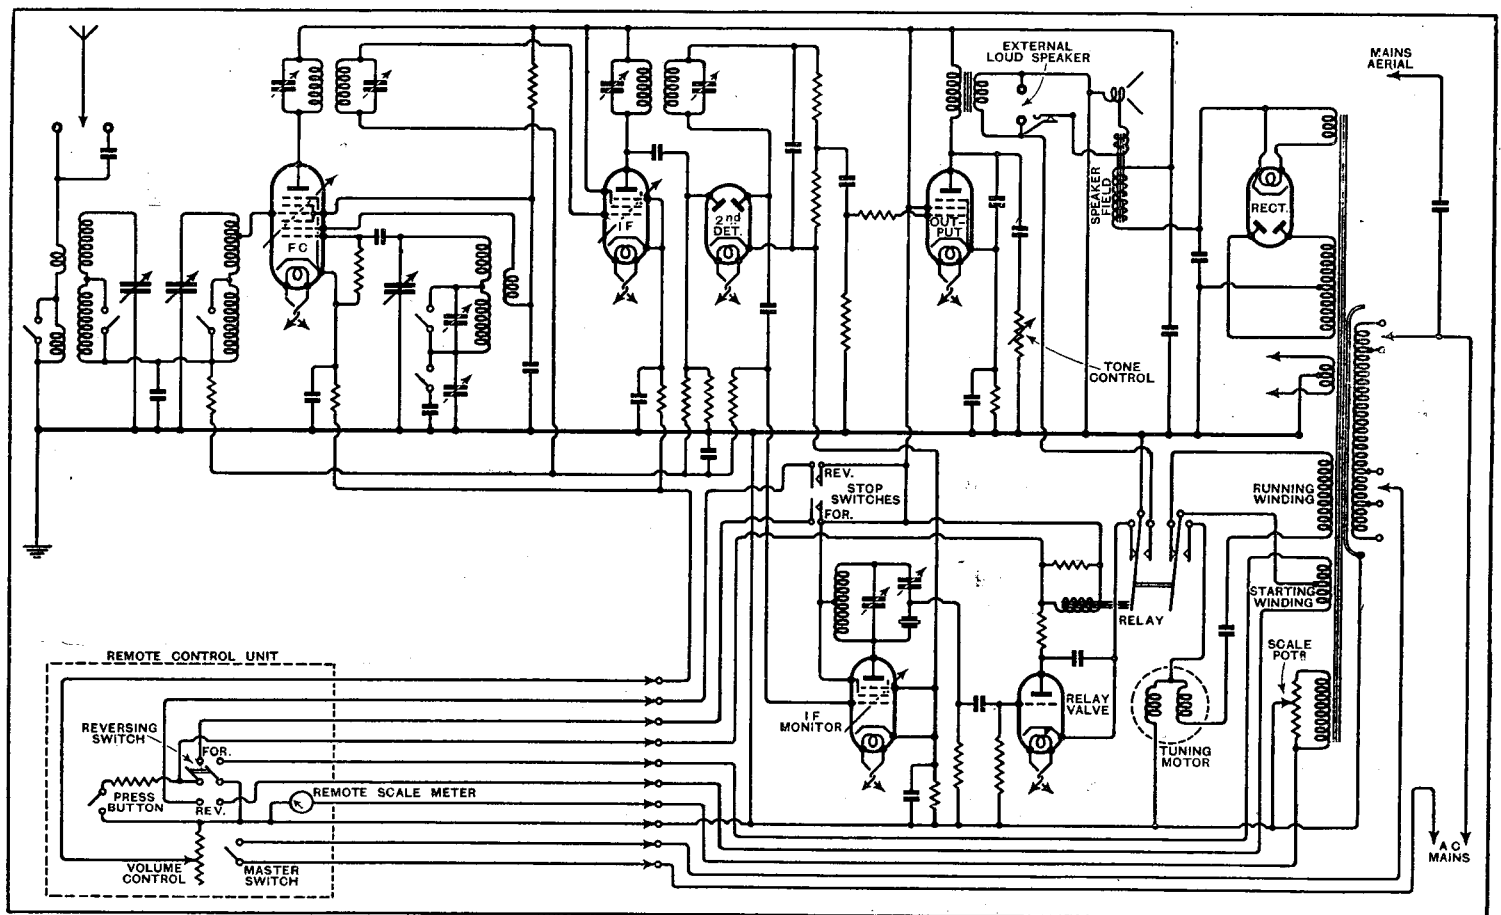 EXTERNAL
LOUD SPEAKER
MAINS
AERIAL
FC
IF
2nd
DET.
OUT-
PUT
SPEAKER
FIELD
RECT.
TONE
CONTROL
REV.
STOP
SWITCHES
FOR.
RUNNING
WINDING
STARTING
WINDING
RELAY
SCALE
POTR
REMOTE CONTROL UNIT
REVERSING
SWITCH
FOR.
IF
MONITOR
RELAY
VALVE
TUNING
MOTOR
PRESS
BUTTON
REV.
REMOTE SCALE METER
VOLUME
CONTROL
MASTER
SWITCH
AC
MAINS